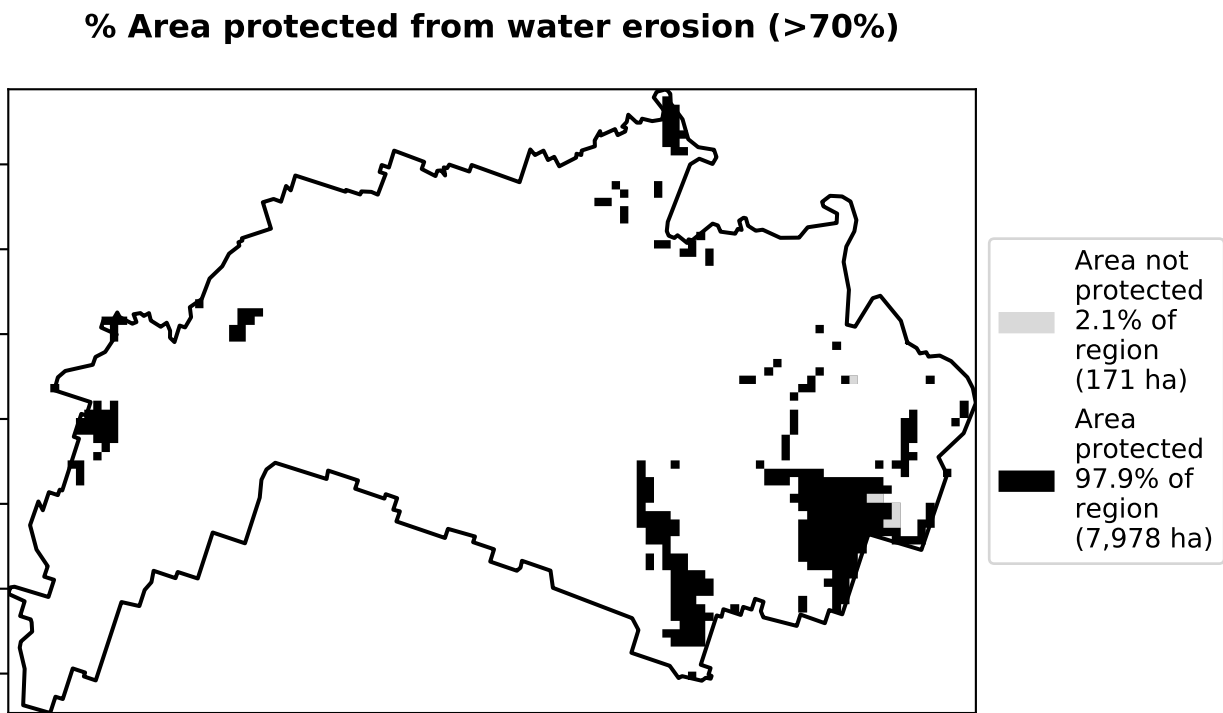 % Area protected from water erosion (>70%)
Area not
protected
2.1% of
region
(171 ha)
Area
protected
97.9% of
region
(7,978 ha)